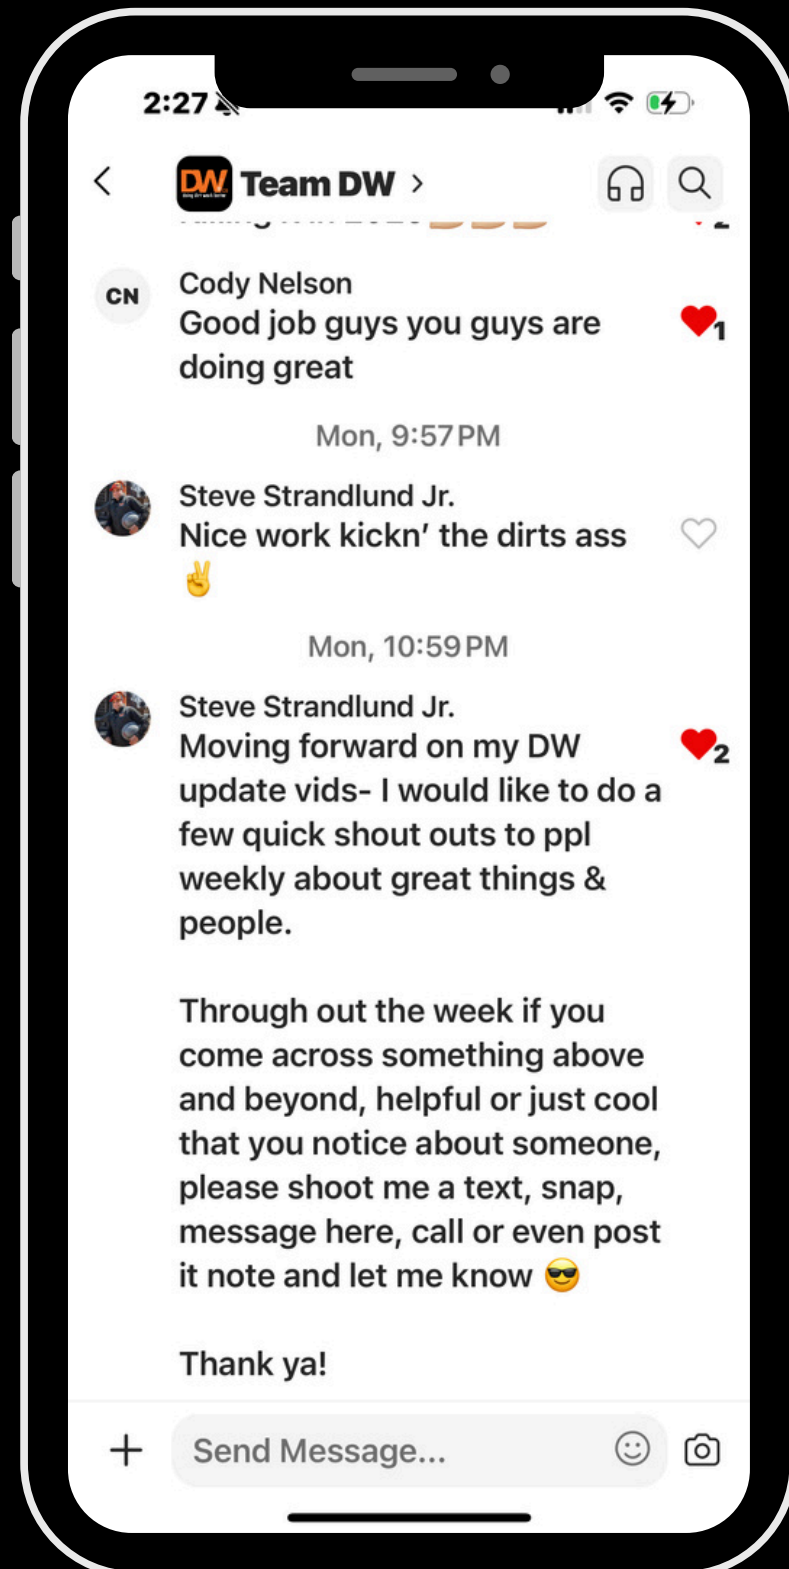 2:27
DW Team DW
Cody Nelson
CN
Good job guys you guys are
1
doing great
Mon, 9:57 PM
Steve Strandlund Jr.
Nice work kickn’ the dirts ass
✌️
Mon, 10:59 PM
Steve Strandlund Jr.
Moving forward on my DW
2
update vids- I would like to do a
few quick shout outs to ppl
weekly about great things &
people.
Through out the week if you
come across something above
and beyond, helpful or just cool
that you notice about someone,
please shoot me a text, snap,
message here, call or even post
it note and let me know 😎
Thank ya!
Send Message...